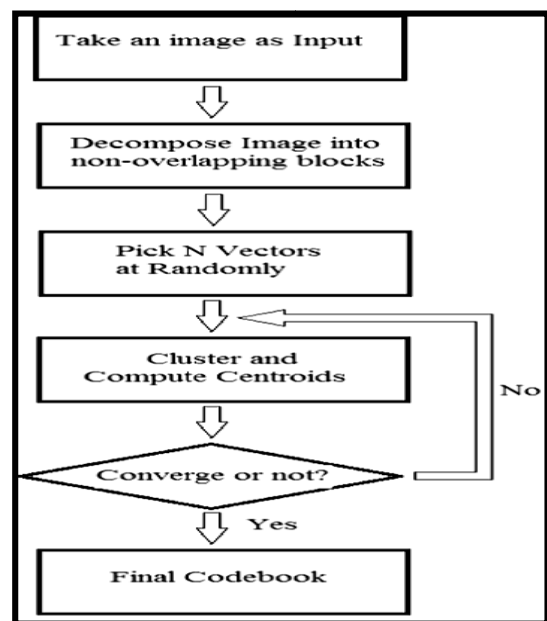 Take an image as Input
Decompose Image into
non-overlapping blocks
Pick N Vectors
at Randomly
Cluster and
Compute Centroids
No
Converge or not?
Yes
Final Codebook